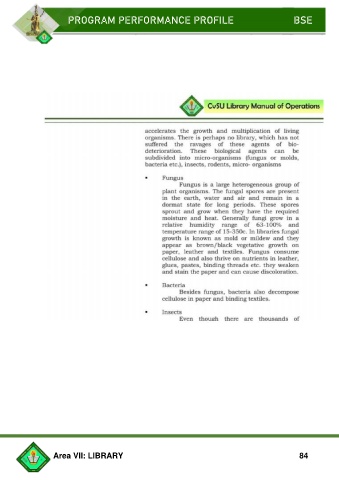 PROGRAM PERFORMANCE PROFILE BSE
CvSU Library Manual of Operations
accelerates the growth and multiplication of living
organisms. There is perhaps no library, which has not
suffered the ravages of these agents of bio-
deterioration. These biological agents can be
subdivided into micro-organisms (fungus or molds,
bacteria etc.), insects, rodents, micro- organisms
• Fungus
Fungus is a large heterogeneous group of
plant organisms. The fungal spores are present
in the earth, water and air and remain in a
dormat state for long periods. These spores
sprout and grow when they have the required
moisture and heat. Generally fungi grow in a
relative humidity range of 63-100% and
temperature range of 15-350c. in libraries fungal
growth is known as mold or mildew and they
appear as brown/black vegetative growth on
paper, leather and textiles. Fungus consume
cellulose and also thrive on nutrients in leather,
glues, pastes, binding threads etc. they weaken
and stain the paper and can cause discoloration.
• Bacteria
Besides fungus, bacteria also decompose
cellulose in paper and binding textiles.
• Insects
Even though there are thousands of
Area VII: LIBRARY 84